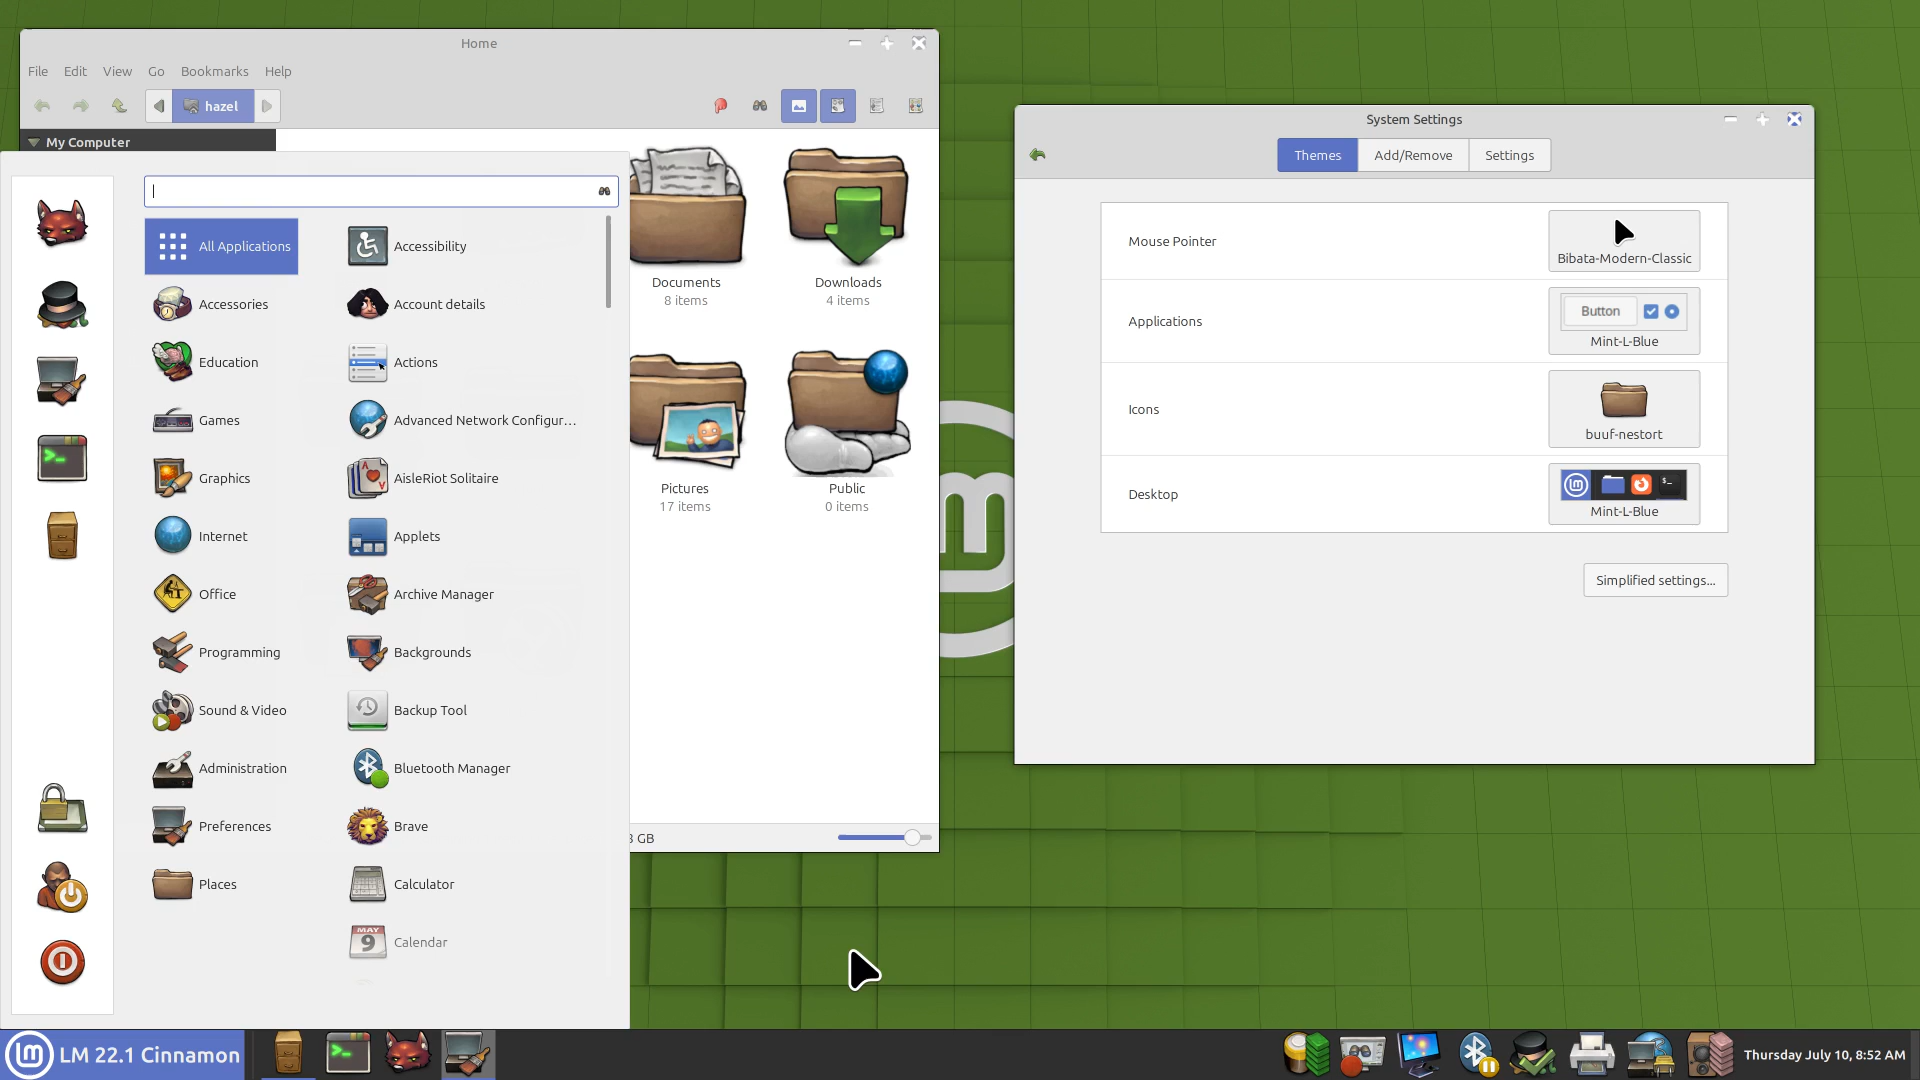 Home
File Edit View Go Bookmarks Help
hazel
My Computer
All Applications
Accessories
Education
Games
Graphics
Internet
Office
Programming
Sound & Video
Administration
Preferences
Places
Accessibility
Account details
Actions
Advanced Network Configur...
AisleRiot Solitaire
Applets
Archive Manager
Backgrounds
Backup Tool
Bluetooth Manager
Brave
Calculator
MAY
9
Calendar
Documents
8 items
Downloads
4 items
Pictures
17 items
Public
0 items
GB
System Settings
Themes Add/Remove Settings
Mouse Pointer
Bibata-Modern-Classic
Applications
Button
Mint-L-Blue
Icons
buuf-nestort
Desktop
Mint-L-Blue
Simplified settings...
LM 22.1 Cinnamon
Thursday July 10, 8:52 AM